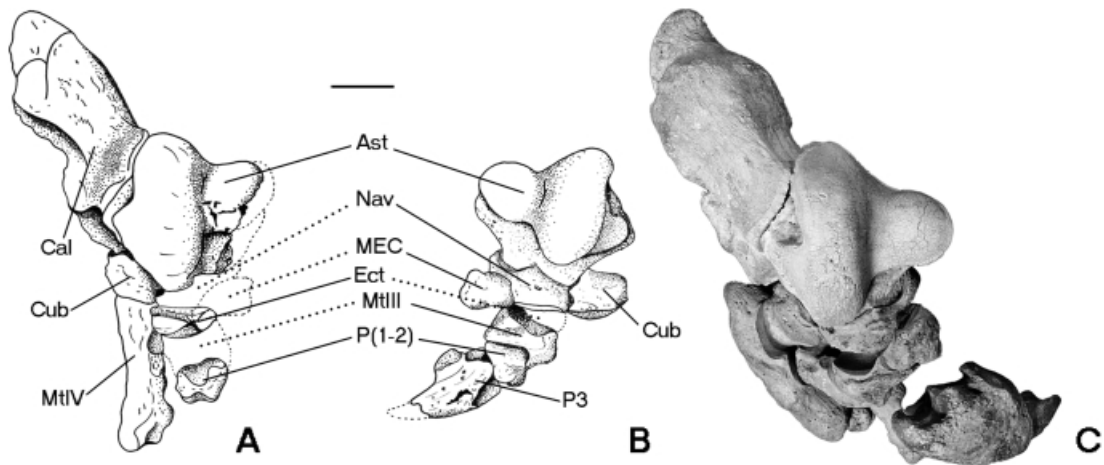 Ast
Nav
MEC
Ect
MtIII
P(1-2)
Cal
Cub
MtIV
Cub
P3
A
B
C